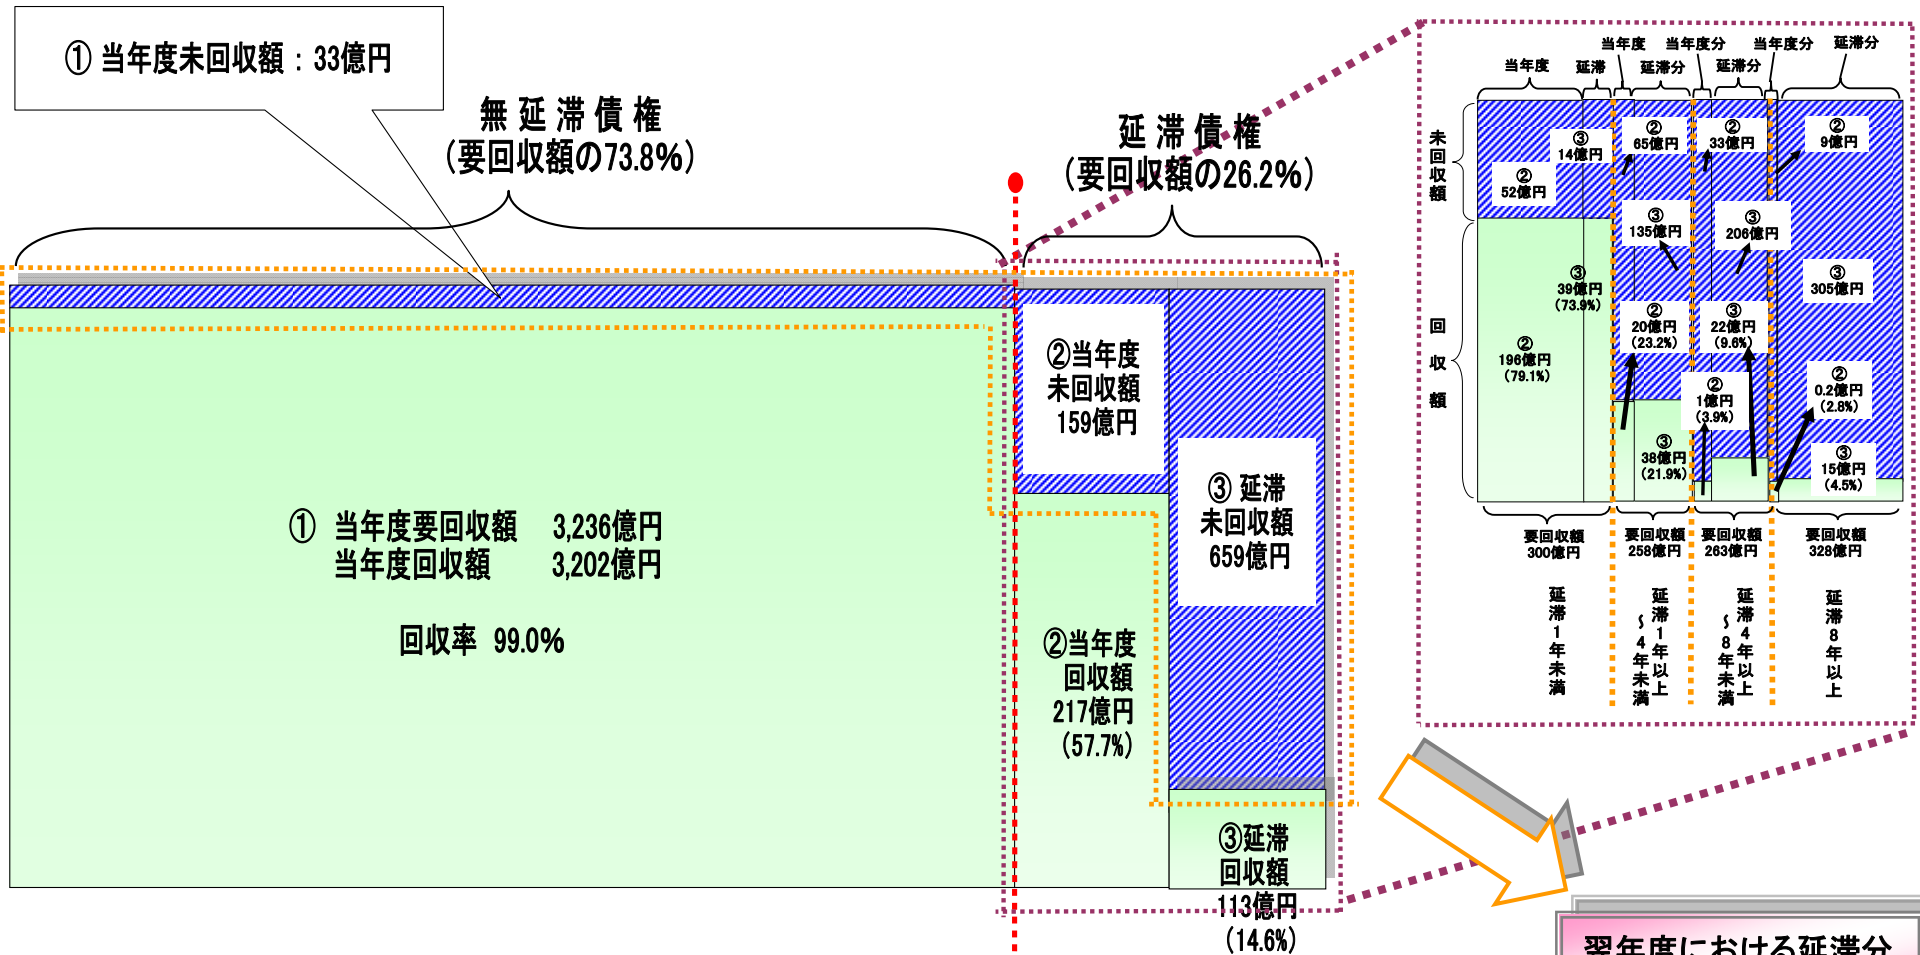 ① 当年度未回収額：33億円
無 延 滞 債 権
（要回収額の73.8％）
延 滞 債 権
（要回収額の26.2％）
②当年度
未回収額
159億円
③ 延滞
未回収額
659億円
① 当年度要回収額 3,236億円
当年度回収額 3,202億円
回収率 99.0％
②当年度
回収額
217億円
（57.7％）
③延滞
回収額
113億円
（14.6％）
当年度
延滞
当年度
延滞分
当年度分
延滞分
当年度分
延滞分
未回収額
回収額
③
14億円
②
52億円
②
65億円
②
33億円
②
9億円
③
135億円
③
206億円
③
305億円
③
39億円
(73.9%)
②
196億円
(79.1%)
②
20億円
(23.2%)
③
22億円
(9.6%)
②
1億円
(3.9%)
②
0.2億円
(2.8%)
③
38億円
(21.9%)
③
15億円
(4.5%)
要回収額
300億円
要回収額
258億円
要回収額
263億円
要回収額
328億円
延滞1年未満
延滞1年以上
～4年未満
延滞4年以上
～8年未満
延滞8年以上
翌年度における延滞分